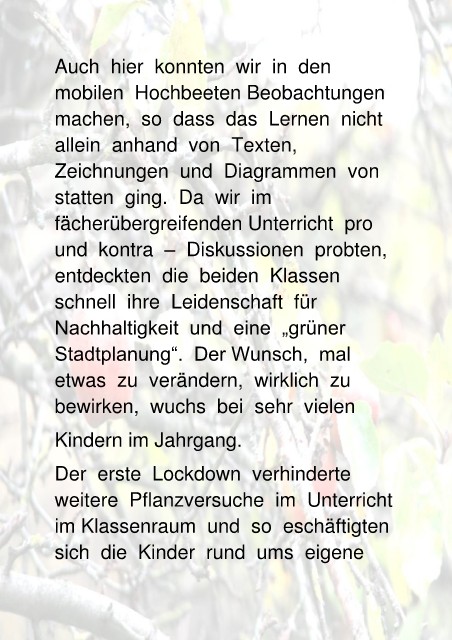 Auch hier konnten wir in den
mobilen Hochbeeten Beobachtungen
machen, so dass das Lernen nicht
allein anhand von Texten,
Zeichnungen und Diagrammen von
statten ging. Da wir im
fächerübergreifenden Unterricht pro
und kontra – Diskussionen probten,
entdeckten die beiden Klassen
schnell ihre Leidenschaft für
Nachhaltigkeit und eine „grüner
Stadtplanung“. Der Wunsch, mal
etwas zu verändern, wirklich zu
bewirken, wuchs bei sehr vielen
Kindern im Jahrgang.
Der erste Lockdown verhinderte
weitere Pflanzversuche im Unterricht
im Klassenraum und so eschäftigten
sich die Kinder rund ums eigene